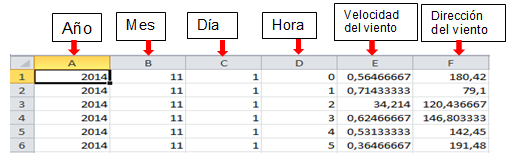 Año Mes Día Hora Velocidad del viento Dirección del viento
A B C D E F
1 2014 11 1 0 0,56466667 180,42
2 2014 11 1 1 0,71433333 79,1
3 2014 11 1 2 34,214 120,436667
4 2014 11 1 3 0,62466667 146,803333
5 2014 11 1 4 0,53133333 142,45
6 2014 11 1 5 0,36466667 191,48